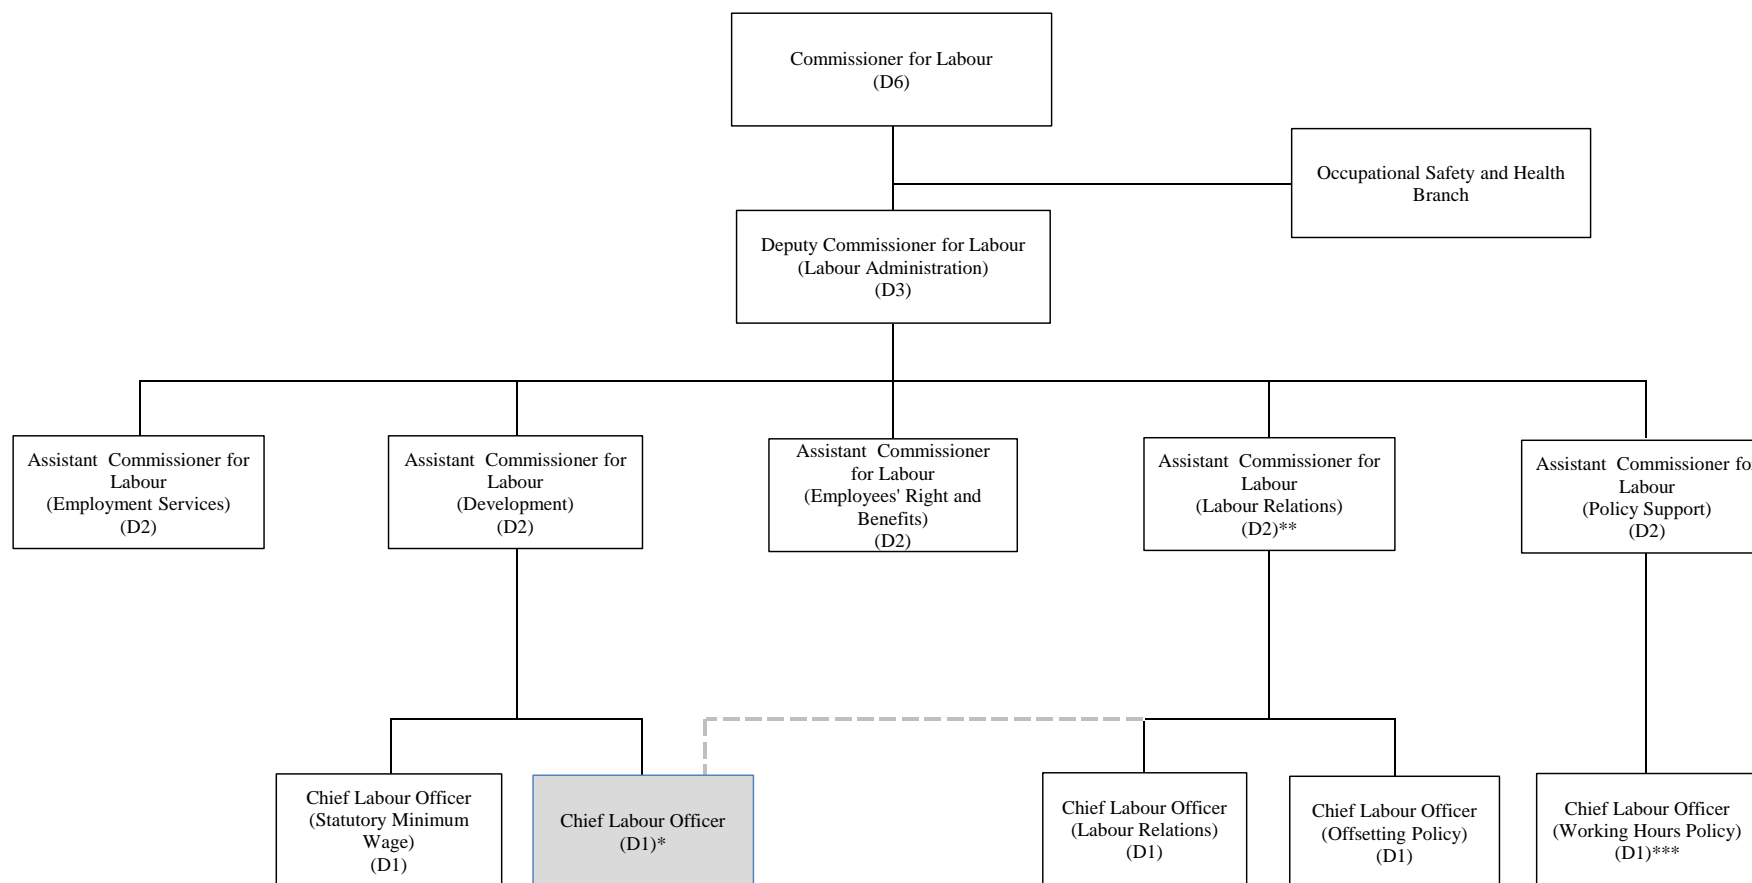 Commissioner for Labour
(D6)
Occupational Safety and Health
Branch
Deputy Commissioner for Labour
(Labour Administration)
(D3)
Assistant Commissioner for
Labour
(Employment Services)
(D2)
Assistant Commissioner for
Labour
(Development)
(D2)
Assistant Commissioner
for Labour
(Employees' Right and
Benefits)
(D2)
Assistant Commissioner for
Labour
(Labour Relations)
(D2)**
Assistant Commissioner for
Labour
(Policy Support)
(D2)
Chief Labour Officer
(Statutory Minimum
Wage)
(D1)
Chief Labour Officer
(D1)*
Chief Labour Officer
(Labour Relations)
(D1)
Chief Labour Officer
(Offsetting Policy)
(D1)
Chief Labour Officer
(Working Hours Policy)
(D1)***